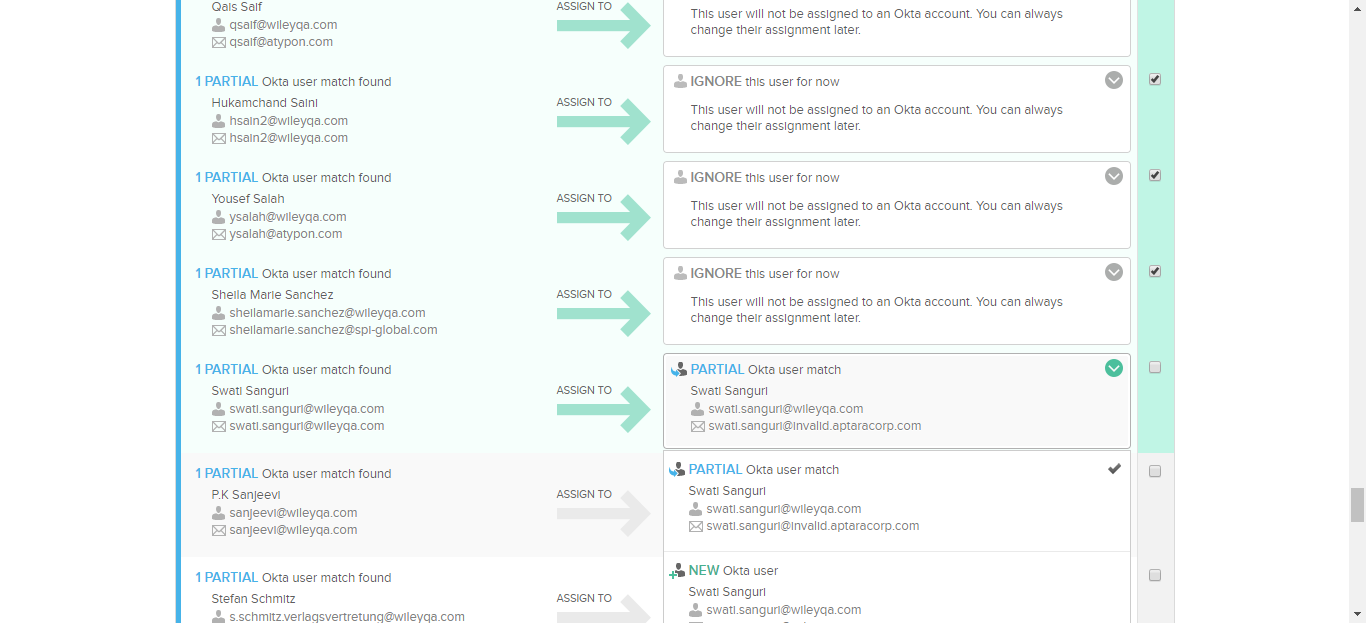 Qais Saif
qsaif@wileyqa.com
qsaif@atypon.com
ASSIGN TO
This user will not be assigned to an Okta account. You can always
change their assignment later.
1 PARTIAL Okta user match found
Hukamchand Saini
hsain2@wileyqa.com
hsain2@wileyqa.com
ASSIGN TO
IGNORE this user for now
This user will not be assigned to an Okta account. You can always
change their assignment later.
1 PARTIAL Okta user match found
Yousef Salah
ysalah@wileyqa.com
ysalah@atypon.com
ASSIGN TO
IGNORE this user for now
This user will not be assigned to an Okta account. You can always
change their assignment later.
1 PARTIAL Okta user match found
Sheila Marie Sanchez
sheilamarie.sanchez@wileyqa.com
sheilamarie.sanchez@spi-global.com
ASSIGN TO
IGNORE this user for now
This user will not be assigned to an Okta account. You can always
change their assignment later.
1 PARTIAL Okta user match found
Swati Sanguri
swati.sanguri@wileyqa.com
swati.sanguri@wileyqa.com
ASSIGN TO
PARTIAL Okta user match
Swati Sanguri
swati.sanguri@wileyqa.com
swati.sanguri@invalid.aptaracorp.com
1 PARTIAL Okta user match found
P.K Sanjeevi
sanjeevi@wileyqa.com
sanjeevi@wileyqa.com
ASSIGN TO
PARTIAL Okta user match
Swati Sanguri
swati.sanguri@wileyqa.com
swati.sanguri@invalid.aptaracorp.com
1 PARTIAL Okta user match found
Stefan Schmitz
s.schmitz.verlagsvertretung@wileyqa.com
ASSIGN TO
NEW Okta user
Swati Sanguri
swati.sanguri@wileyqa.com